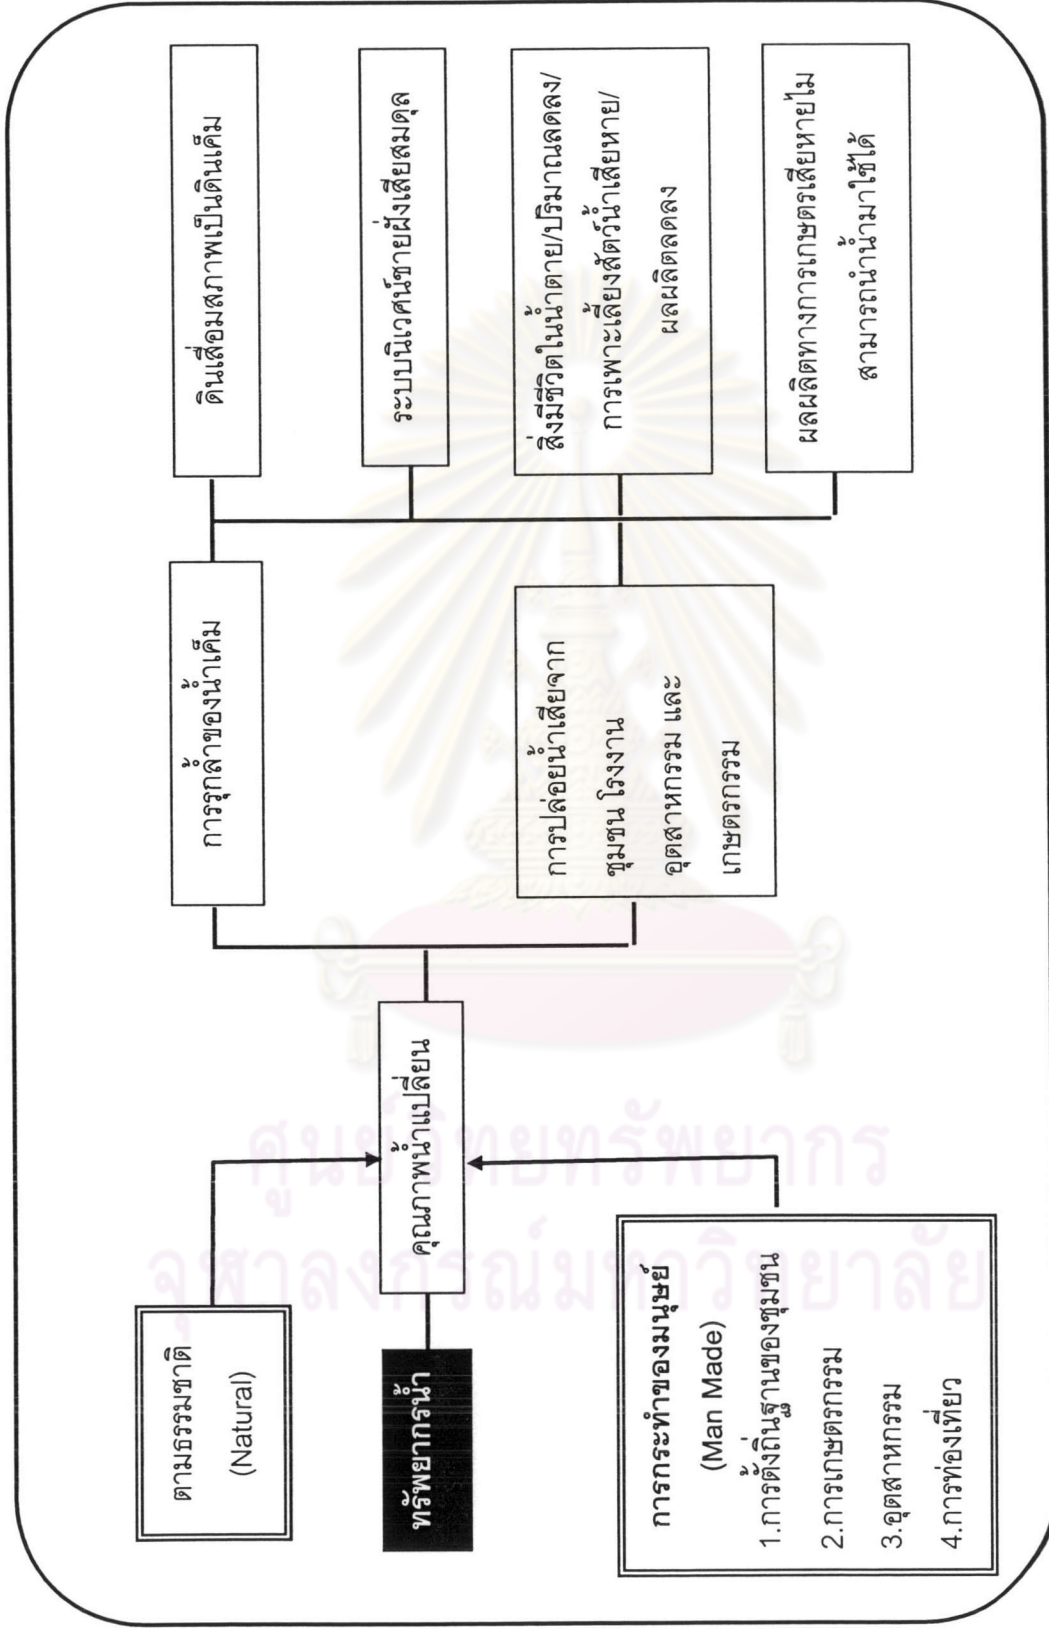 ตามธรรมชาติ
(Natural)
ทรัพยากรน้ำ
การกระทำของมนุษย์
(Man Made)
1.การตั้งถิ่นฐานของชุมชน
2.การเกษตรกรรม
3.อุตสาหกรรม
4.การท่องเที่ยว
คุณภาพน้ำแปลี่ยน
การรุกล้ำของน้ำเค็ม
การปล่อยน้ำเสียจาก
ชุมชน โรงงาน
อุตสาหกรรม และ
เกษตรกรรม
ดินเสื่อมสภาพเป็นดินเค็ม
ระบบนิเวศน์ชายฝั่งเสียสมดุล
สิ่งมีชีวิตในน้ำตาย/ปริมาณลดลง/
การเพาะเลี้ยงสัตว์น้ำเสียหาย/
ผลผลิตลดลง
ผลผลิตทางการเกษตรเสียหายไม่
สามารถนำน้ำมาใช้ได้
ศูนย์วิทยทรัพยากร
จุฬาลงกรณ์มหาวิทยาลัย